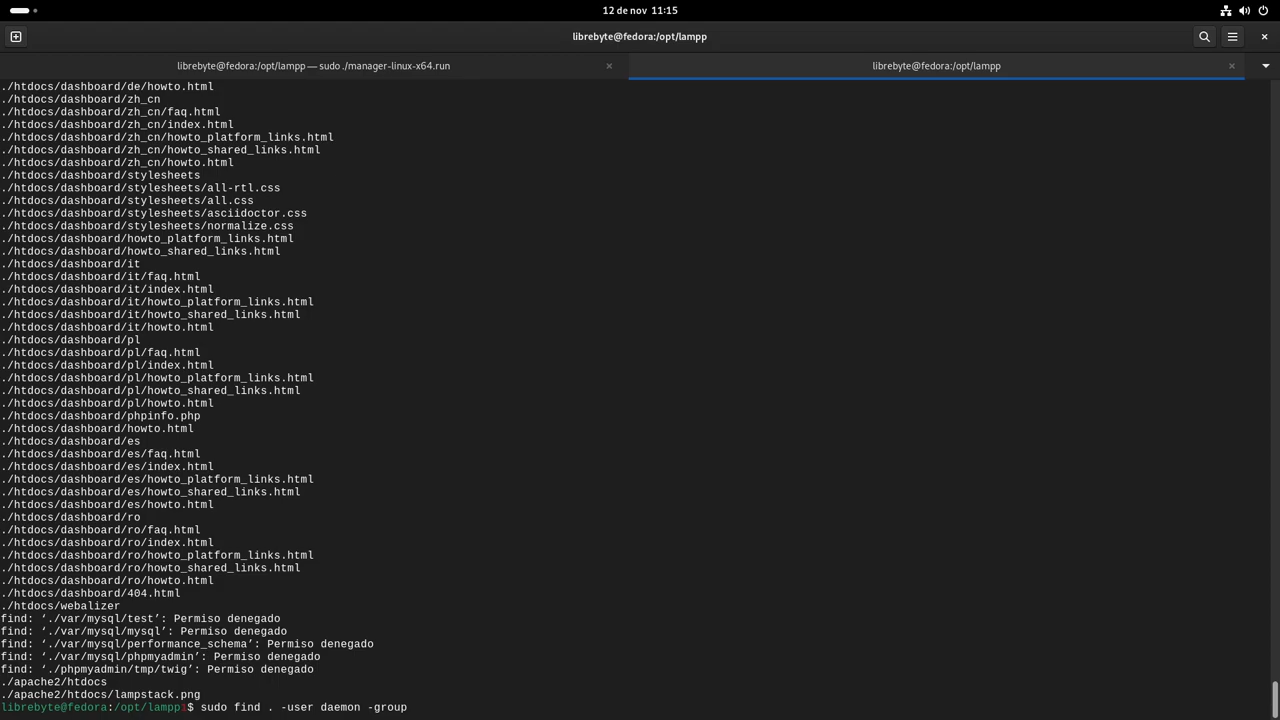 12 de nov 11:15
librebyte@fedora:/opt/lampp
librebyte@fedora:/opt/lampp — sudo ./manager-linux-x64.run
librebyte@fedora:/opt/lampp
./htdocs/dashboard/de/howto.html
./htdocs/dashboard/zh_cn
./htdocs/dashboard/zh_cn/faq.html
./htdocs/dashboard/zh_cn/index.html
./htdocs/dashboard/zh_cn/howto_platform_links.html
./htdocs/dashboard/zh_cn/howto_shared_links.html
./htdocs/dashboard/zh_cn/howto.html
./htdocs/dashboard/stylesheets
./htdocs/dashboard/stylesheets/all-rtl.css
./htdocs/dashboard/stylesheets/all.css
./htdocs/dashboard/stylesheets/asciidoctor.css
./htdocs/dashboard/stylesheets/normalize.css
./htdocs/dashboard/howto_platform_links.html
./htdocs/dashboard/howto_shared_links.html
./htdocs/dashboard/it
./htdocs/dashboard/it/faq.html
./htdocs/dashboard/it/index.html
./htdocs/dashboard/it/howto_platform_links.html
./htdocs/dashboard/it/howto_shared_links.html
./htdocs/dashboard/it/howto.html
./htdocs/dashboard/pl
./htdocs/dashboard/pl/faq.html
./htdocs/dashboard/pl/index.html
./htdocs/dashboard/pl/howto_platform_links.html
./htdocs/dashboard/pl/howto_shared_links.html
./htdocs/dashboard/pl/howto.html
./htdocs/dashboard/phpinfo.php
./htdocs/dashboard/howto.html
./htdocs/dashboard/es
./htdocs/dashboard/es/faq.html
./htdocs/dashboard/es/index.html
./htdocs/dashboard/es/howto_platform_links.html
./htdocs/dashboard/es/howto_shared_links.html
./htdocs/dashboard/es/howto.html
./htdocs/dashboard/ro
./htdocs/dashboard/ro/faq.html
./htdocs/dashboard/ro/index.html
./htdocs/dashboard/ro/howto_platform_links.html
./htdocs/dashboard/ro/howto_shared_links.html
./htdocs/dashboard/ro/howto.html
./htdocs/dashboard/404.html
./htdocs/webalizer
find: ‘./var/mysql/test’: Permiso denegado
find: ‘./var/mysql/mysql’: Permiso denegado
find: ‘./var/mysql/performance_schema’: Permiso denegado
find: ‘./var/mysql/phpmyadmin’: Permiso denegado
find: ‘./phpmyadmin/tmp/twig’: Permiso denegado
./apache2/htdocs
./apache2/htdocs/lampstack.png
librebyte@fedora:/opt/lampp1$ sudo find . -user daemon -group